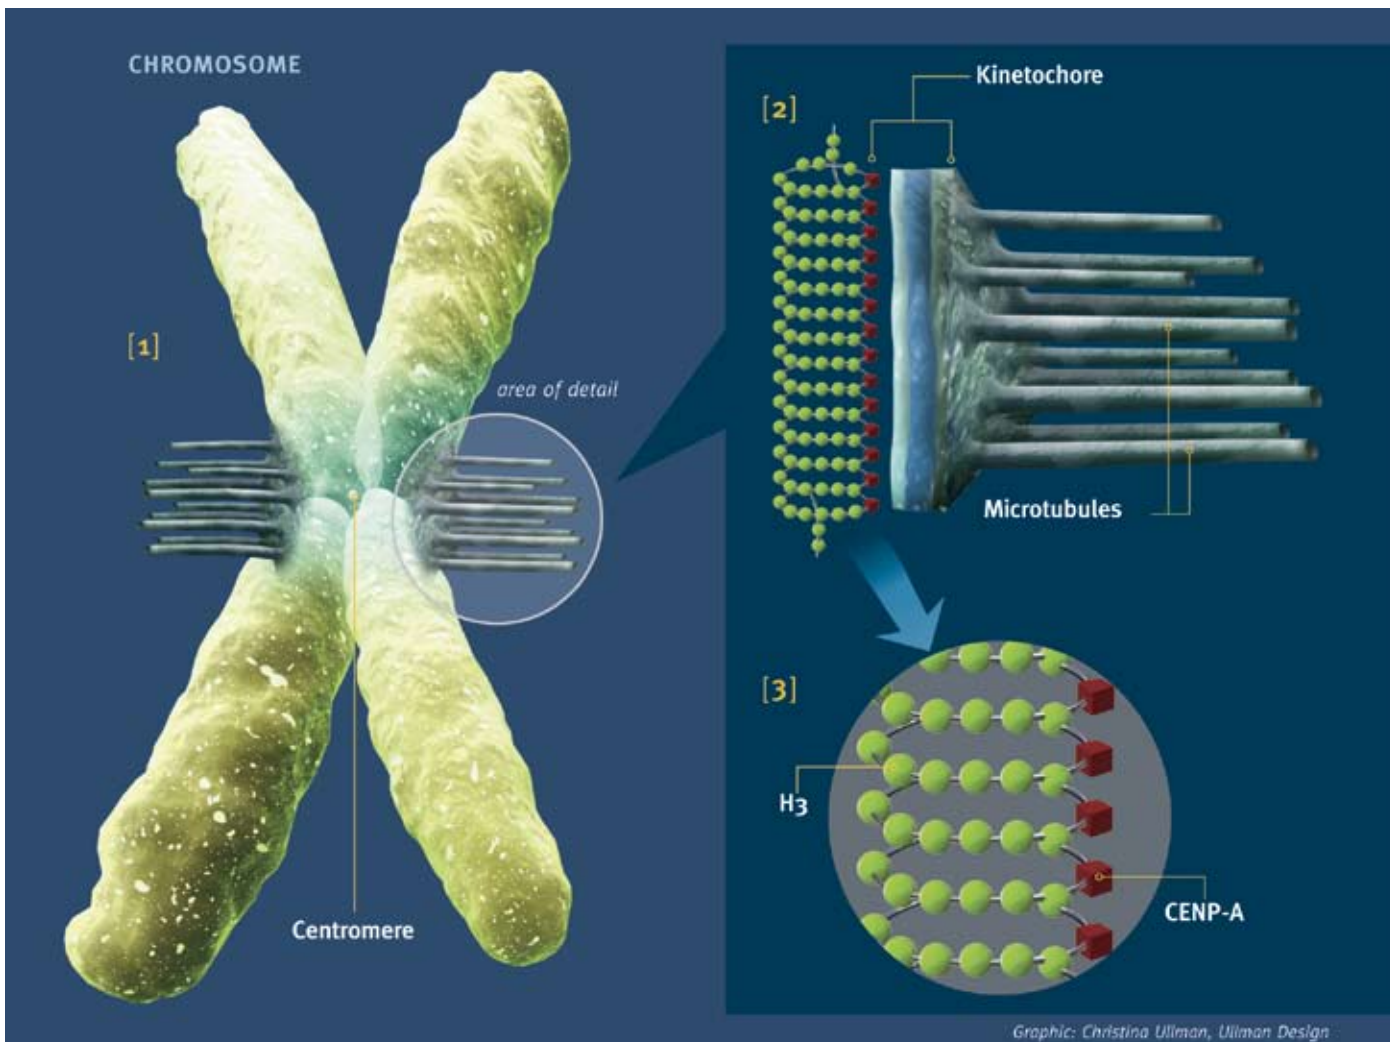 CHROMOSOME
[1]
area of detail
Centromere
[2]
Kinetochore
Microtubules
[3]
H3
CENP-A
Graphic: Christina Ullman, Ullman Design